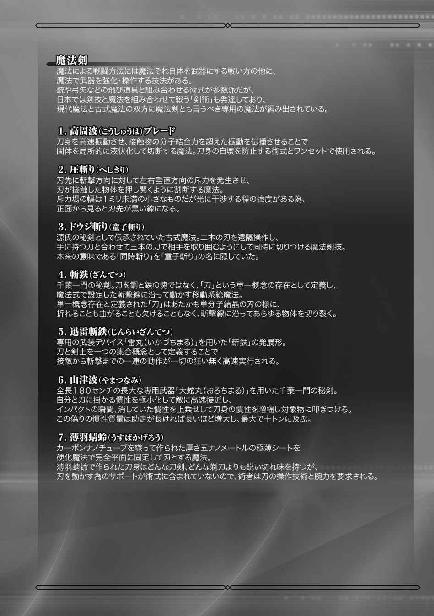 魔法剣
魔法による戦闘方法には魔法それ自体を武器にする戦い方の他に、
魔法で武器を強化・操作する技法がある。
銃や弓矢などの飛び道具と組み合わせる術式が多数派だが、
日本では剣技と魔法を組み合わせて戦う「剣術」も発達しており、
現代魔法と古式魔法の双方に魔法剣とも言うべき専用の魔法が編み出されている。
1. 高周波(こうしゅうは)ブレード
刀身を高速振動させ、接触物の分子結合力を超えた振動を伝播させることで
固体を局所的に液状化して切断する魔法。刀身の自壊を防止する術式とワンセットで使用される。
2. 圧斬り(へしきり)
刃先に斬撃方向に対して左右垂直方向の斥力を発生させ、
刃が接触した物体を押し開くように割断する魔法。
斥力場の幅は1ミリ未満の小さなものだが光に干渉する程の強度がある為、
正面から見ると刃先が黒い線になる。
3. ドウジ斬り(童子斬り)
源氏の秘剣として伝承されていた古式魔法。二本の刃を遠隔操作し、
手に持つ刀と合わせて三本の刀で相手を取り囲むようにして同時に切りつける魔法剣技。
本来の意味である「同時斬り」を「童子斬り」の名に隠していた。
4. 斬鉄(ざんてつ)
千葉一門の秘剣。刀を鋼と鉄の塊ではなく、「刀」という単一概念の存在として定義し、
魔法式で設定した斬撃線に沿って動かす移動系統魔法。
単一概念存在と定義された「刀」はあたかも単分子結晶の刃の様に、
折れることも曲がることも欠けることもなく、斬撃線に沿ってあらゆる物体を切り裂く。
5. 迅雷斬鉄(じんらいざんてつ)
専用の武装デバイス「雷丸(いかづちまる)」を用いた「斬鉄」の発展形。
刀と剣士を一つの集合概念として定義することで
接敵から斬撃までの一連の動作が一切の狂い無く高速実行される。
6. 山津波(やまつなみ)
全長180センチの長大な専用武器「大蛇丸(おろちまる)」を用いた千葉一門の秘剣。
自分と刀に掛かる慣性を極小化して敵に高速接近し、
インパクトの瞬間、消していた慣性を上乗せして刀身の慣性を増幅し対象物に叩きつける。
この偽りの慣性質量は助走が長ければ長いほど増大し、最大で十トンに及ぶ。
7. 薄羽蜻蛉(うすばかげろう)
カーボンナノチューブを織って作られた厚さ五ナノメートルの極薄シートを
硬化魔法で完全平面に固定して刃とする魔法。
薄羽蜻蛉で作られた刀身はどんな刀剣、どんな剃刀よりも鋭い切れ味を持つが、
刃を動かす為のサポートが術式に含まれていないので、術者は刀の操作技術と腕力を要求される。